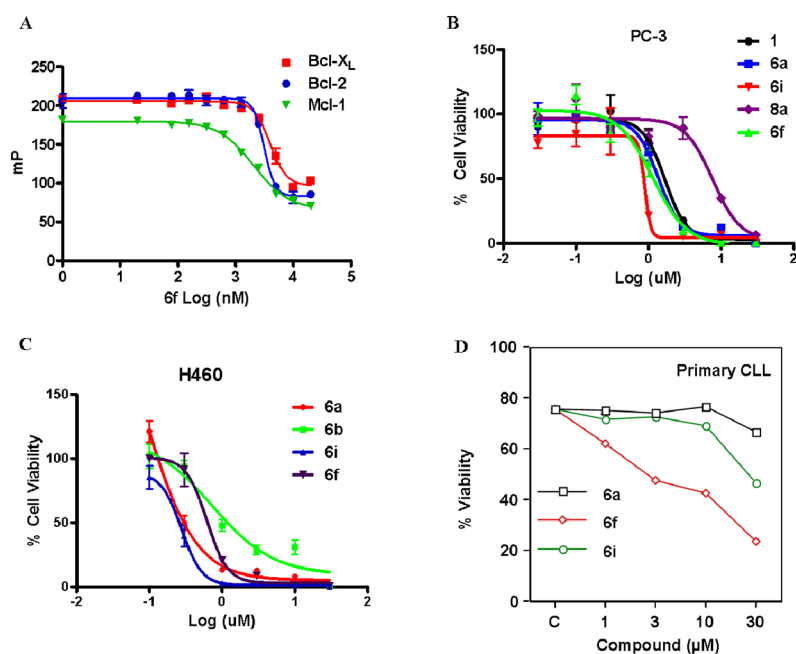 A
mP
250
200
150
100
50
0
0 1 2 3 4 5
6f Log (nM)
Bcl-XL
Bcl-2
Mcl-1
B
PC-3
% Cell Viability
150
100
50
0
-2 -1 0 1 2
Log (uM)
1
6a
6i
8a
6f
C
H460
% Cell Viability
150
100
50
0
-2 -1 0 1 2
Log (uM)
6a
6b
6i
6f
D
Primary CLL
% Viability
100
80
60
40
20
0
6a
6f
6i
C 1 3 10 30
Compound (µM)